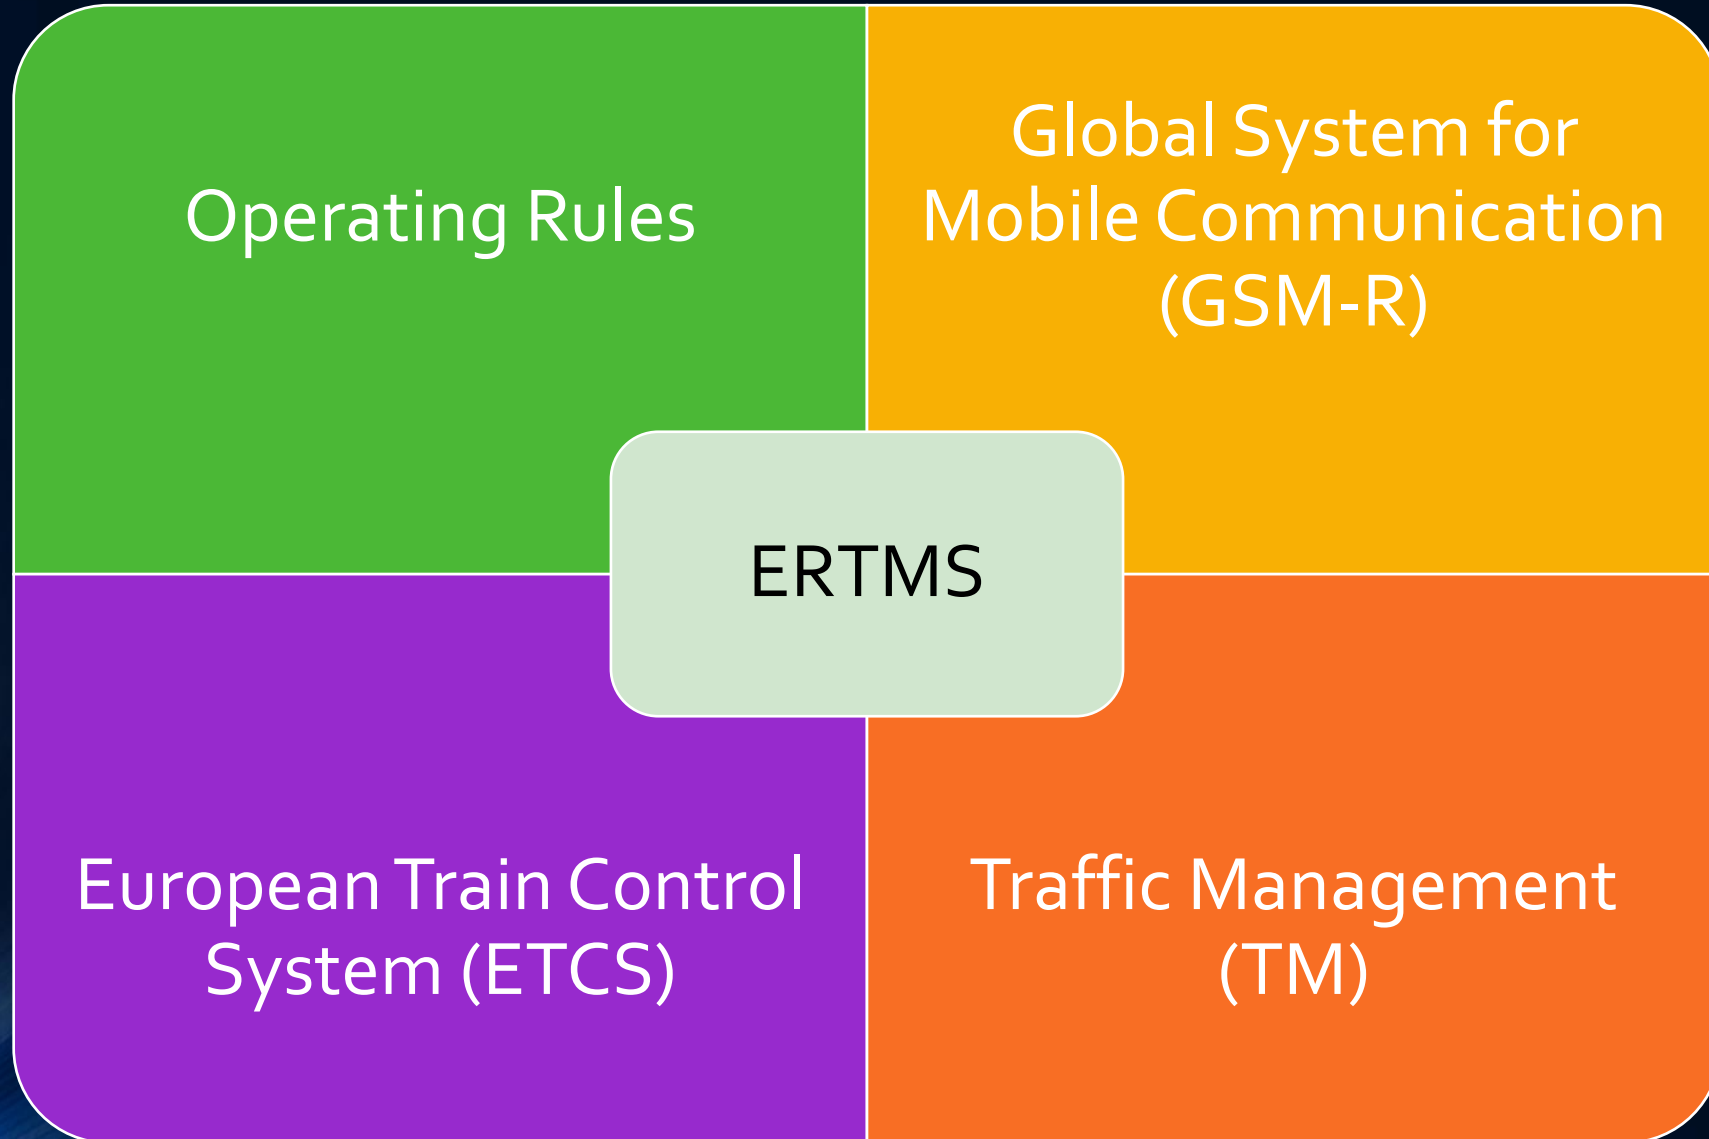 Operating Rules
Global System for
Mobile Communication
(GSM-R)
ERTMS
European Train Control
System (ETCS)
Traffic Management
(TM)